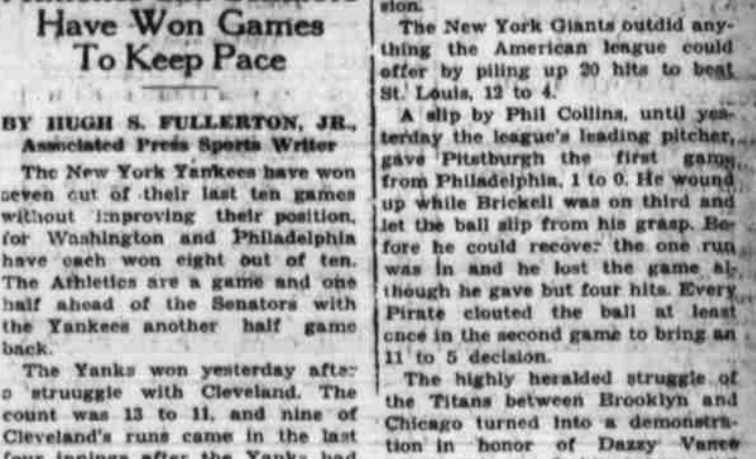 Have Won Games
To Keep Pace
BY HUGH S. FULLERTON, JR.,
Associated Press Sports Writer
The New York Yankees have won
seven out of their last ten games
without improving their position,
for Washington and Philadelphia
have each won eight out of ten.
The Athletics are a game and one
half ahead of the Senators with
the Yankees another half game
back.
The Yanks won yesterday after
a struuggle with Cleveland. The
count was 13 to 11, and nine of
Cleveland's runs came in the last
four innings after the Yanks had
sion.
The New York Giants outdid any-
thing the American league could
offer by piling up 20 hits to beat
St. Louis, 12 to 4.
A slip by Phil Collins, until yes-
terday the league's leading pitcher,
gave Pitstburgh the first game
from Philadelphia, 1 to 0. He wound
up while Brickell was on third and
let the ball slip from his grasp. Be-
fore he could recover the one run
was in and he lost the game al-
though he gave but four hits. Every
Pirate clouted the ball at least
once in the second game to bring an
11 to 5 decision.
The highly heralded struggle of
the Titans between Brooklyn and
Chicago turned into a demonstra-
tion in honor of Dazzy Vance